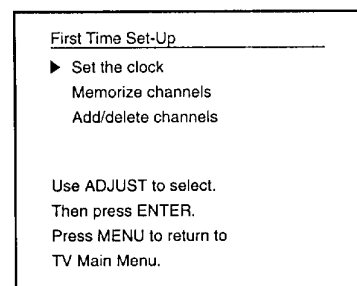 First Time Set-Up
▶ Set the clock
Memorize channels
Add/delete channels
Use ADJUST to select.
Then press ENTER.
Press MENU to return to
TV Main Menu.